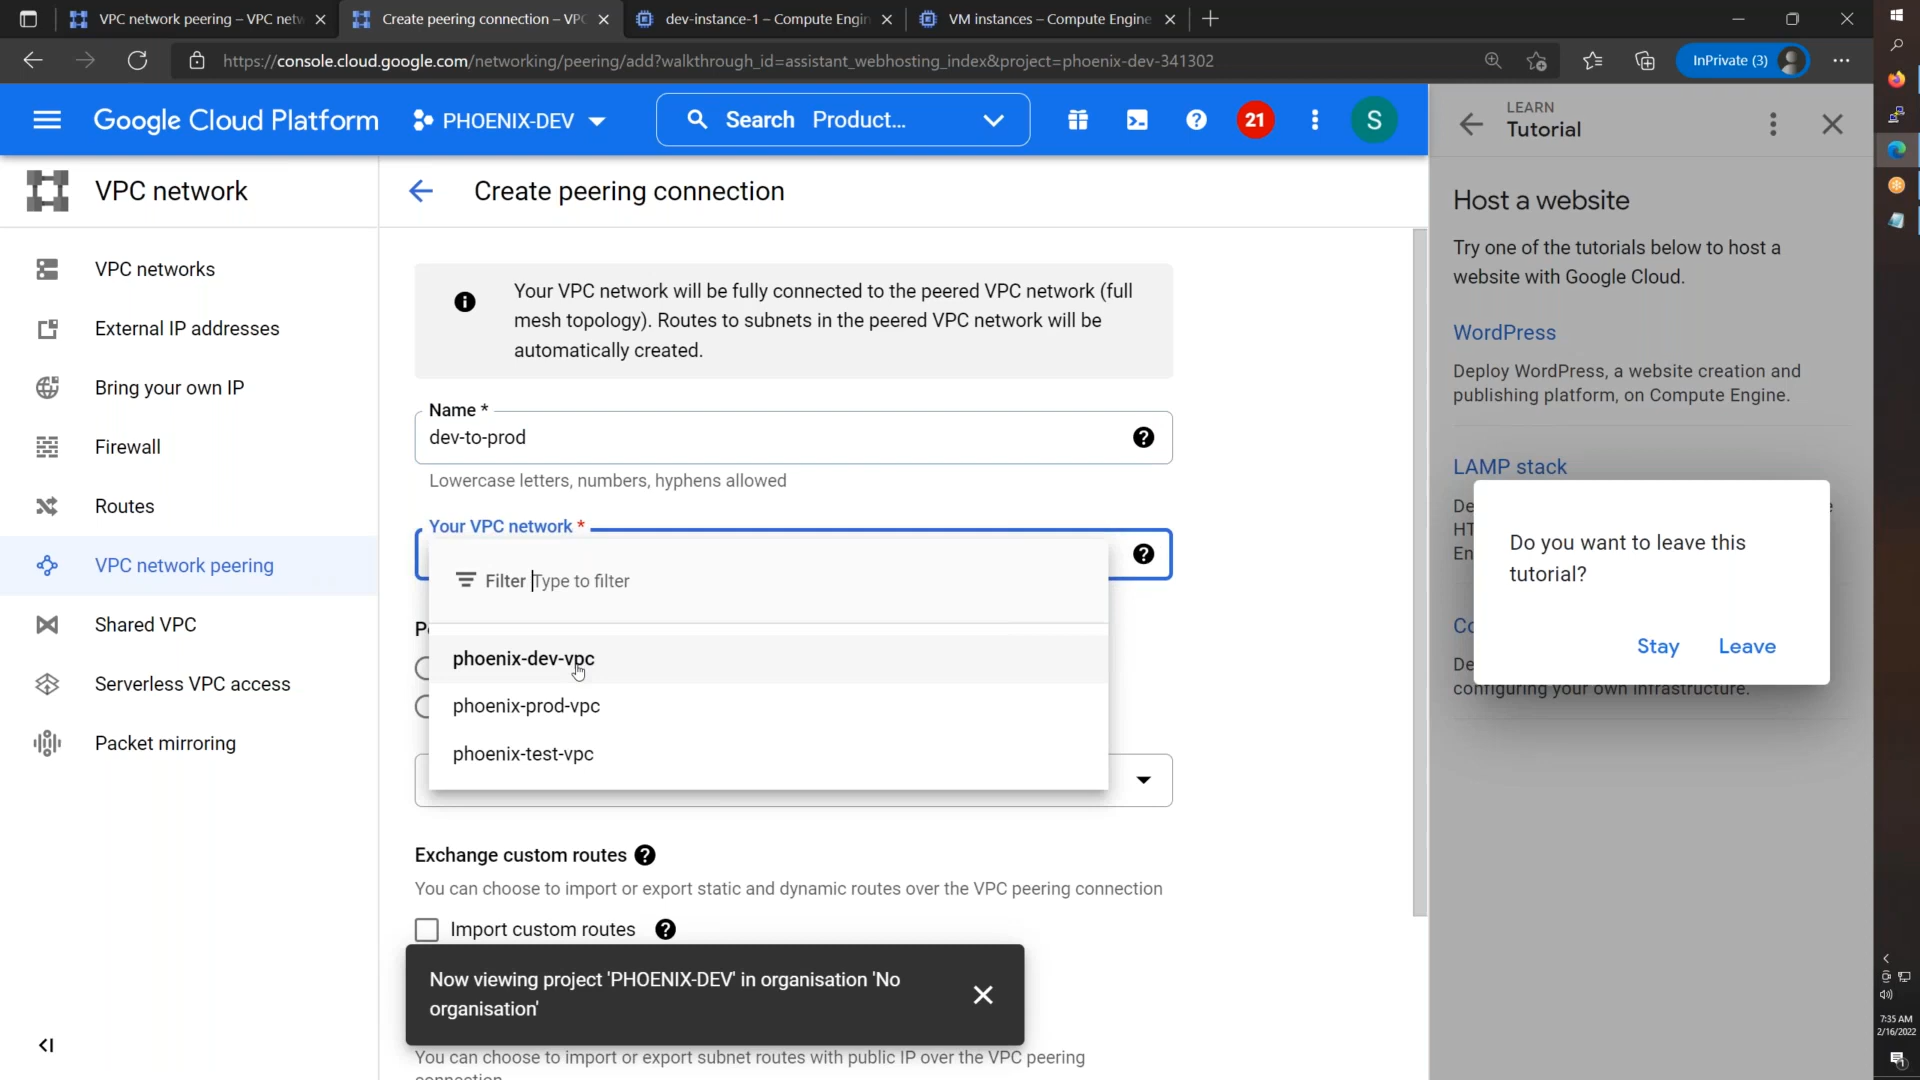 VPC network peering – VPC netw
Create peering connection – VPC
dev-instance-1 – Compute Engin
VM instances – Compute Engine
https://console.cloud.google.com/networking/peering/add?walkthrough_id=assistant_webhosting_index&project=phoenix-dev-341302
InPrivate (3)
Google Cloud Platform
PHOENIX-DEV
Search Product...
21
S
LEARN
Tutorial
VPC network
VPC networks
External IP addresses
Bring your own IP
Firewall
Routes
VPC network peering
Shared VPC
Serverless VPC access
Packet mirroring
Create peering connection
Your VPC network will be fully connected to the peered VPC network (full
mesh topology). Routes to subnets in the peered VPC network will be
automatically created.
Name *
dev-to-prod
Lowercase letters, numbers, hyphens allowed
Your VPC network *
Filter Type to filter
phoenix-dev-vpc
phoenix-prod-vpc
phoenix-test-vpc
Exchange custom routes
You can choose to import or export static and dynamic routes over the VPC peering connection
Import custom routes
Now viewing project 'PHOENIX-DEV' in organisation 'No
organisation'
You can choose to import or export subnet routes with public IP over the VPC peering
connection
Host a website
Try one of the tutorials below to host a
website with Google Cloud.
WordPress
Deploy WordPress, a website creation and
publishing platform, on Compute Engine.
LAMP stack
De
HT
En
Do you want to leave this
tutorial?
Stay Leave
Co
De
configuring your own infrastructure.
7:35 AM
2/16/2022